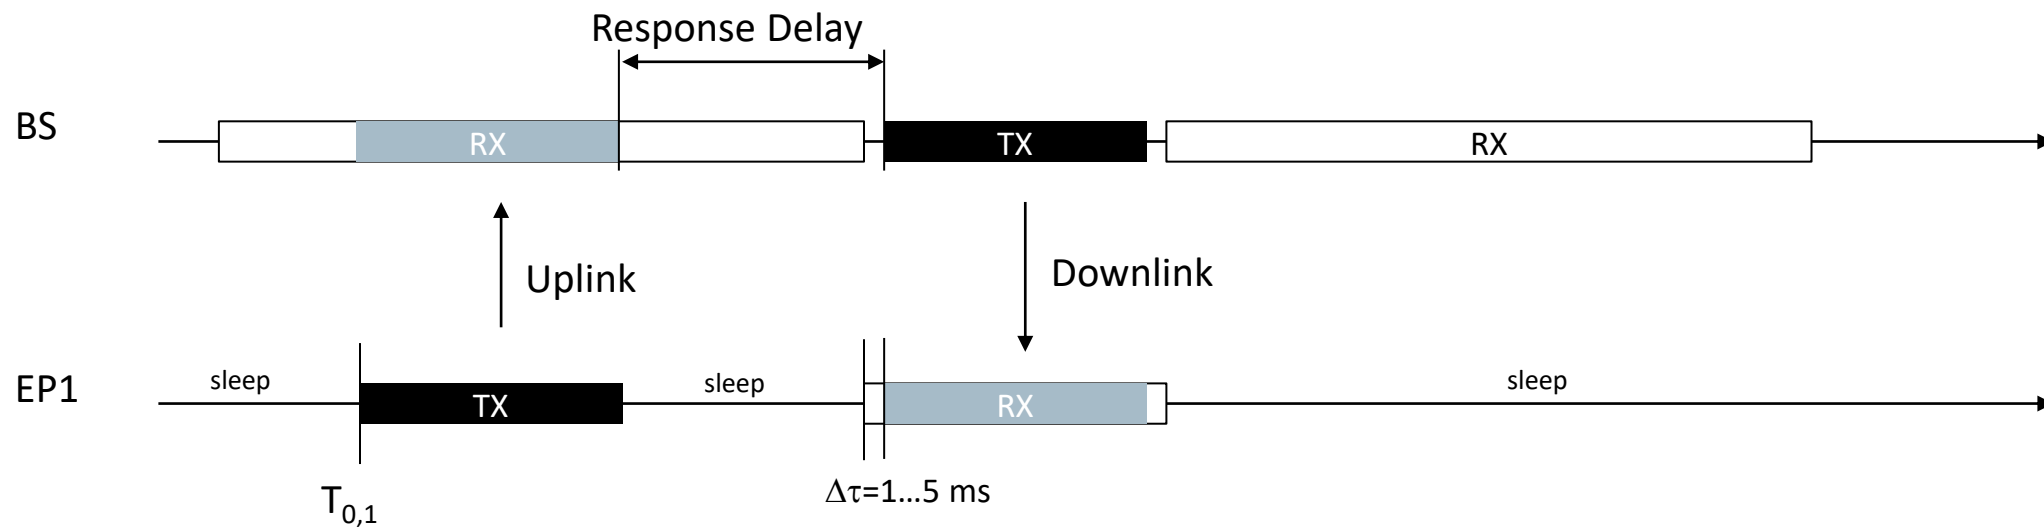 Response Delay
BS
RX
TX
RX
Uplink
Downlink
EP1
sleep
TX
sleep
RX
sleep
T0,1
Δτ=1...5 ms